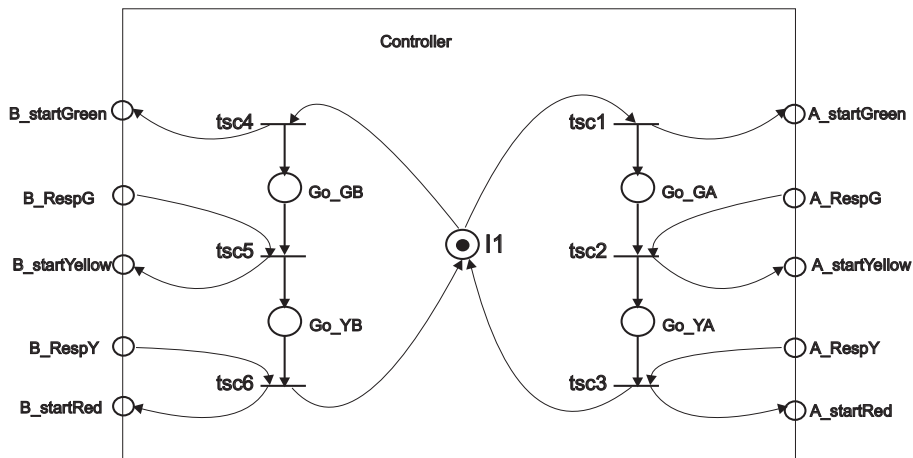 Controller
B_startGreen
tsc4
tsc1
A_startGreen
B_RespG
Go_GB
Go_GA
A_RespG
B_startYellow
tsc5
I1
tsc2
A_startYellow
B_RespY
Go_YB
Go_YA
A_RespY
B_startRed
tsc6
tsc3
A_startRed